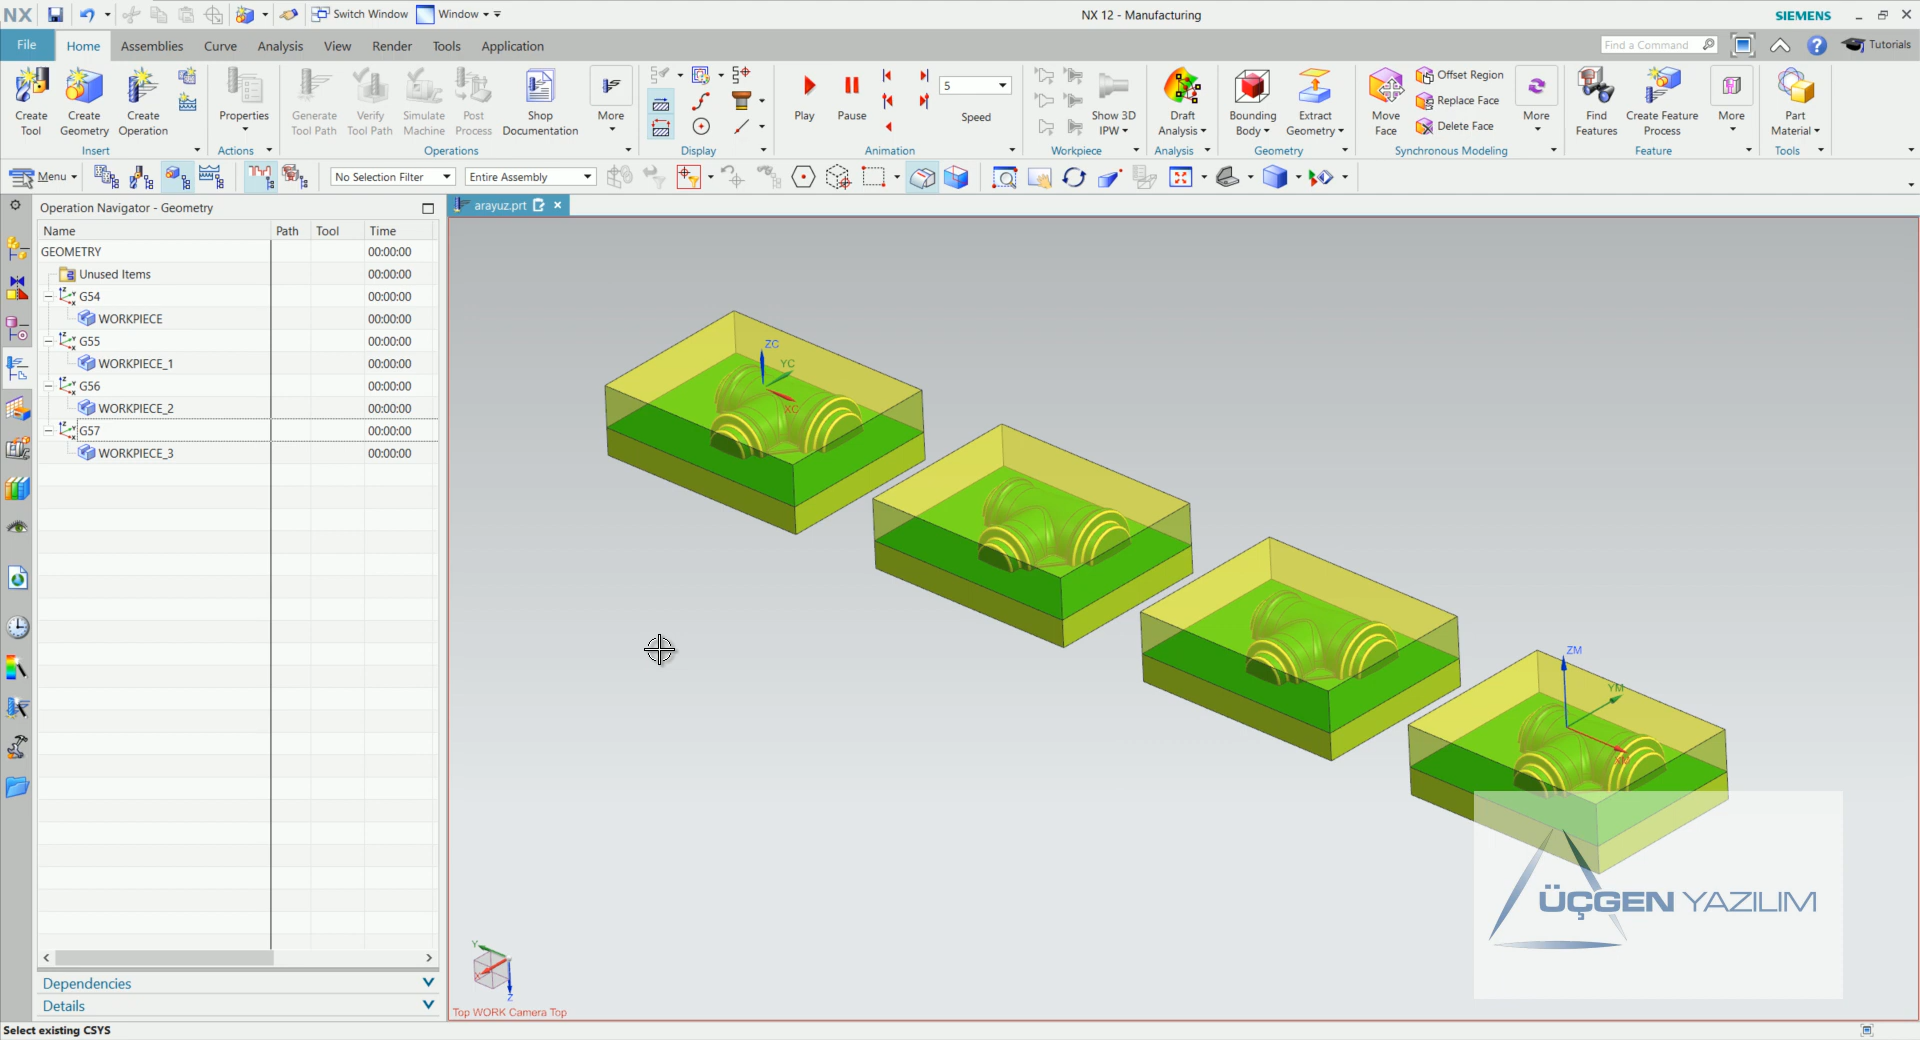 NX Switch Window Window NX 12 - Manufacturing SIEMENS
File Home Assemblies Curve Analysis View Render Tools Application Find a Command Tutorials
Create Tool
Create Geometry
Create Operation
Insert
Properties
Actions
Generate Tool Path
Verify Tool Path
Simulate Machine
Post Process
Shop Documentation
More
Operations
Display
Play
Pause
5
Speed
Animation
Show 3D IPW
Workpiece
Draft Analysis
Analysis
Bounding Body
Extract Geometry
Geometry
Move Face
Offset Region
Replace Face
Delete Face
More
Synchronous Modeling
Find Features
Create Feature Process
More
Feature
Part Material
Tools
Menu No Selection Filter Entire Assembly
Operation Navigator - Geometry
arayuz.prt
Name Path Tool Time
GEOMETRY 00:00:00
Unused Items 00:00:00
G54 00:00:00
WORKPIECE 00:00:00
G55 00:00:00
WORKPIECE_1 00:00:00
G56 00:00:00
WORKPIECE_2 00:00:00
G57 00:00:00
WORKPIECE_3 00:00:00
Dependencies
Details
ZC
YC
XC
ZM
YM
XM
ÜÇGEN YAZILIM
Y
Z
Top WORK Camera Top
Select existing CSYS